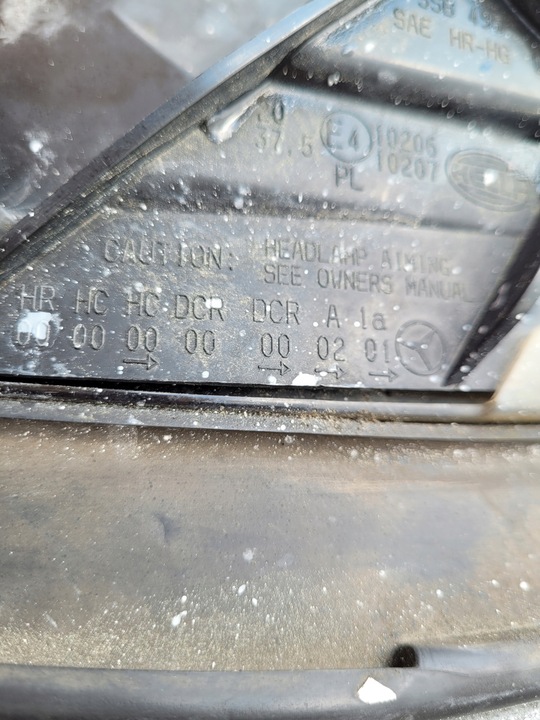 SAE HR-HG
37.5 E4 10206
10207
PL
CAUTION: HEADLAMP AIMING
SEE OWNERS MANUAL
HR HC HC DCR DCR A 1a
00 00 00 00 00 02 01